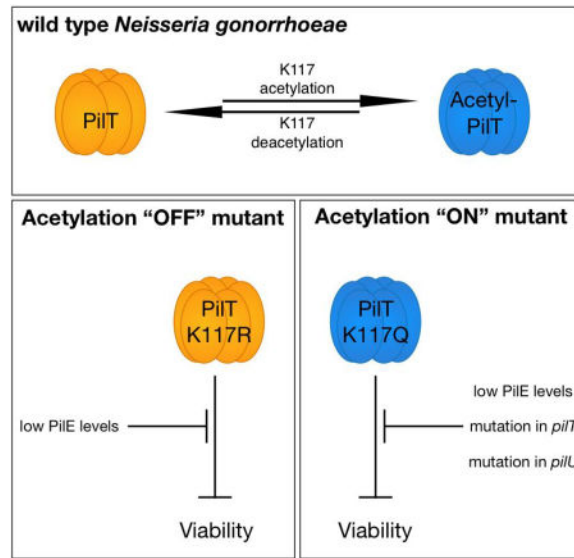 wild type Neisseria gonorrhoeae
PilT
K117
acetylation
K117
deacetylation
Acetyl-
PilT
Acetylation “OFF” mutant
PilT
K117R
low PilE levels
Viability
Acetylation “ON” mutant
PilT
K117Q
low PilE levels
mutation in pilT
mutation in pilU
Viability